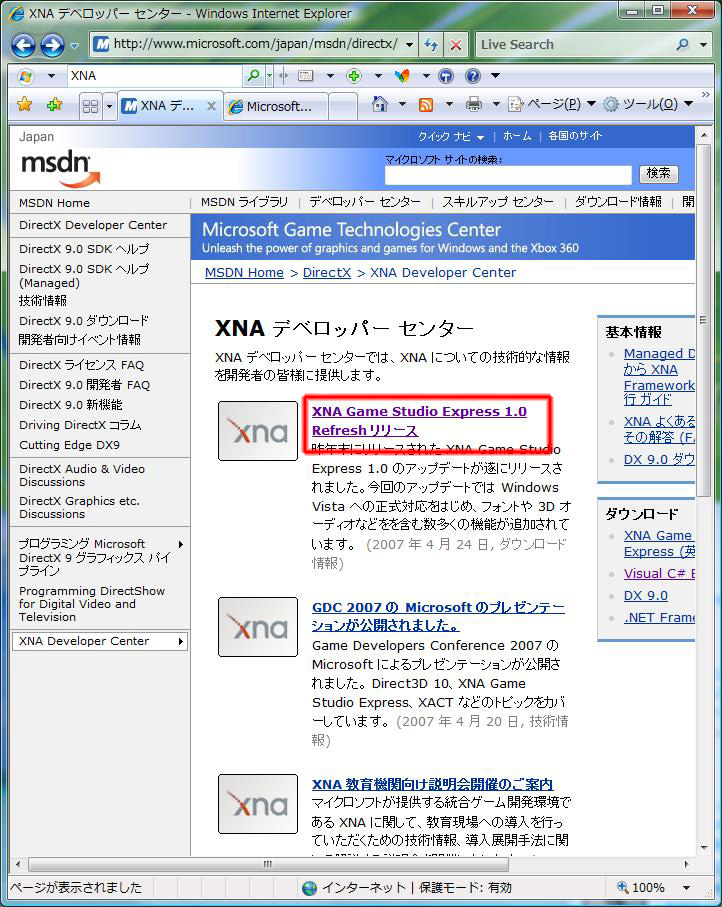 XNA デベロッパー センター - Windows Internet Explorer
http://www.microsoft.com/japan/msdn/directx/
Live Search
XNA
XNA デ...
Microsoft...
ページ(P)
ツール(O)
Japan
クイック ナビ | ホーム | 各国のサイト
msdn
マイクロソフト サイトの検索:
検索
MSDN Home
MSDN ライブラリ | デベロッパー センター | スキルアップ センター | ダウンロード情報 | 開
DirectX Developer Center
DirectX 9.0 SDK ヘルプ
DirectX 9.0 SDK ヘルプ
(Managed)
技術情報
DirectX 9.0 ダウンロード
開発者向けイベント情報
DirectX ライセンス FAQ
DirectX 9.0 開発者 FAQ
DirectX 9.0 新機能
Driving DirectX コラム
Cutting Edge DX9
DirectX Audio & Video
Discussions
DirectX Graphics etc.
Discussions
プログラミング Microsoft
DirectX 9 グラフィックス パイ
プライン
Programming DirectShow
for Digital Video and
Television
XNA Developer Center
Microsoft Game Technologies Center
Unleash the power of graphics and games for Windows and the Xbox 360
MSDN Home > DirectX > XNA Developer Center
XNA デベロッパー センター
XNA デベロッパー センターでは、XNA についての技術的な情報
を開発者の皆様に提供します。
xna
XNA Game Studio Express 1.0
Refresh リリース
昨年末にリリースされた XNA Game Studio
Express 1.0 のアップデートが遂にリリースさ
れました。今回のアップデートでは Windows
Vista への正式対応をはじめ、フォントや 3D オ
ーディオなどをを含む数多くの機能が追加されて
います。 (2007 年 4 月 24 日, ダウンロード
情報)
xna
GDC 2007 の Microsoft のプレゼンテー
ションが公開されました。
Game Developers Conference 2007 の
Microsoft によるプレゼンテーションが公開さ
れました。Direct3D 10、XNA Game
Studio Express、XACT などのトピックをカバ
ーしています。 (2007 年 4 月 20 日, 技術情
報)
xna
XNA 教育機関向け説明会開催のご案内
マイクロソフトが提供する統合ゲーム開発環境で
ある XNA に関して、教育現場への導入を行っ
ていただくための技術情報、導入展開手法に関
基本情報
Managed D
から XNA
Framework
行 ガイド
XNA よくある
その解答 (FA
DX 9.0 ダウ
ダウンロード
XNA Game
Express (英
Visual C# E
DX 9.0
.NET Frame
ページが表示されました
インターネット | 保護モード: 有効
100%